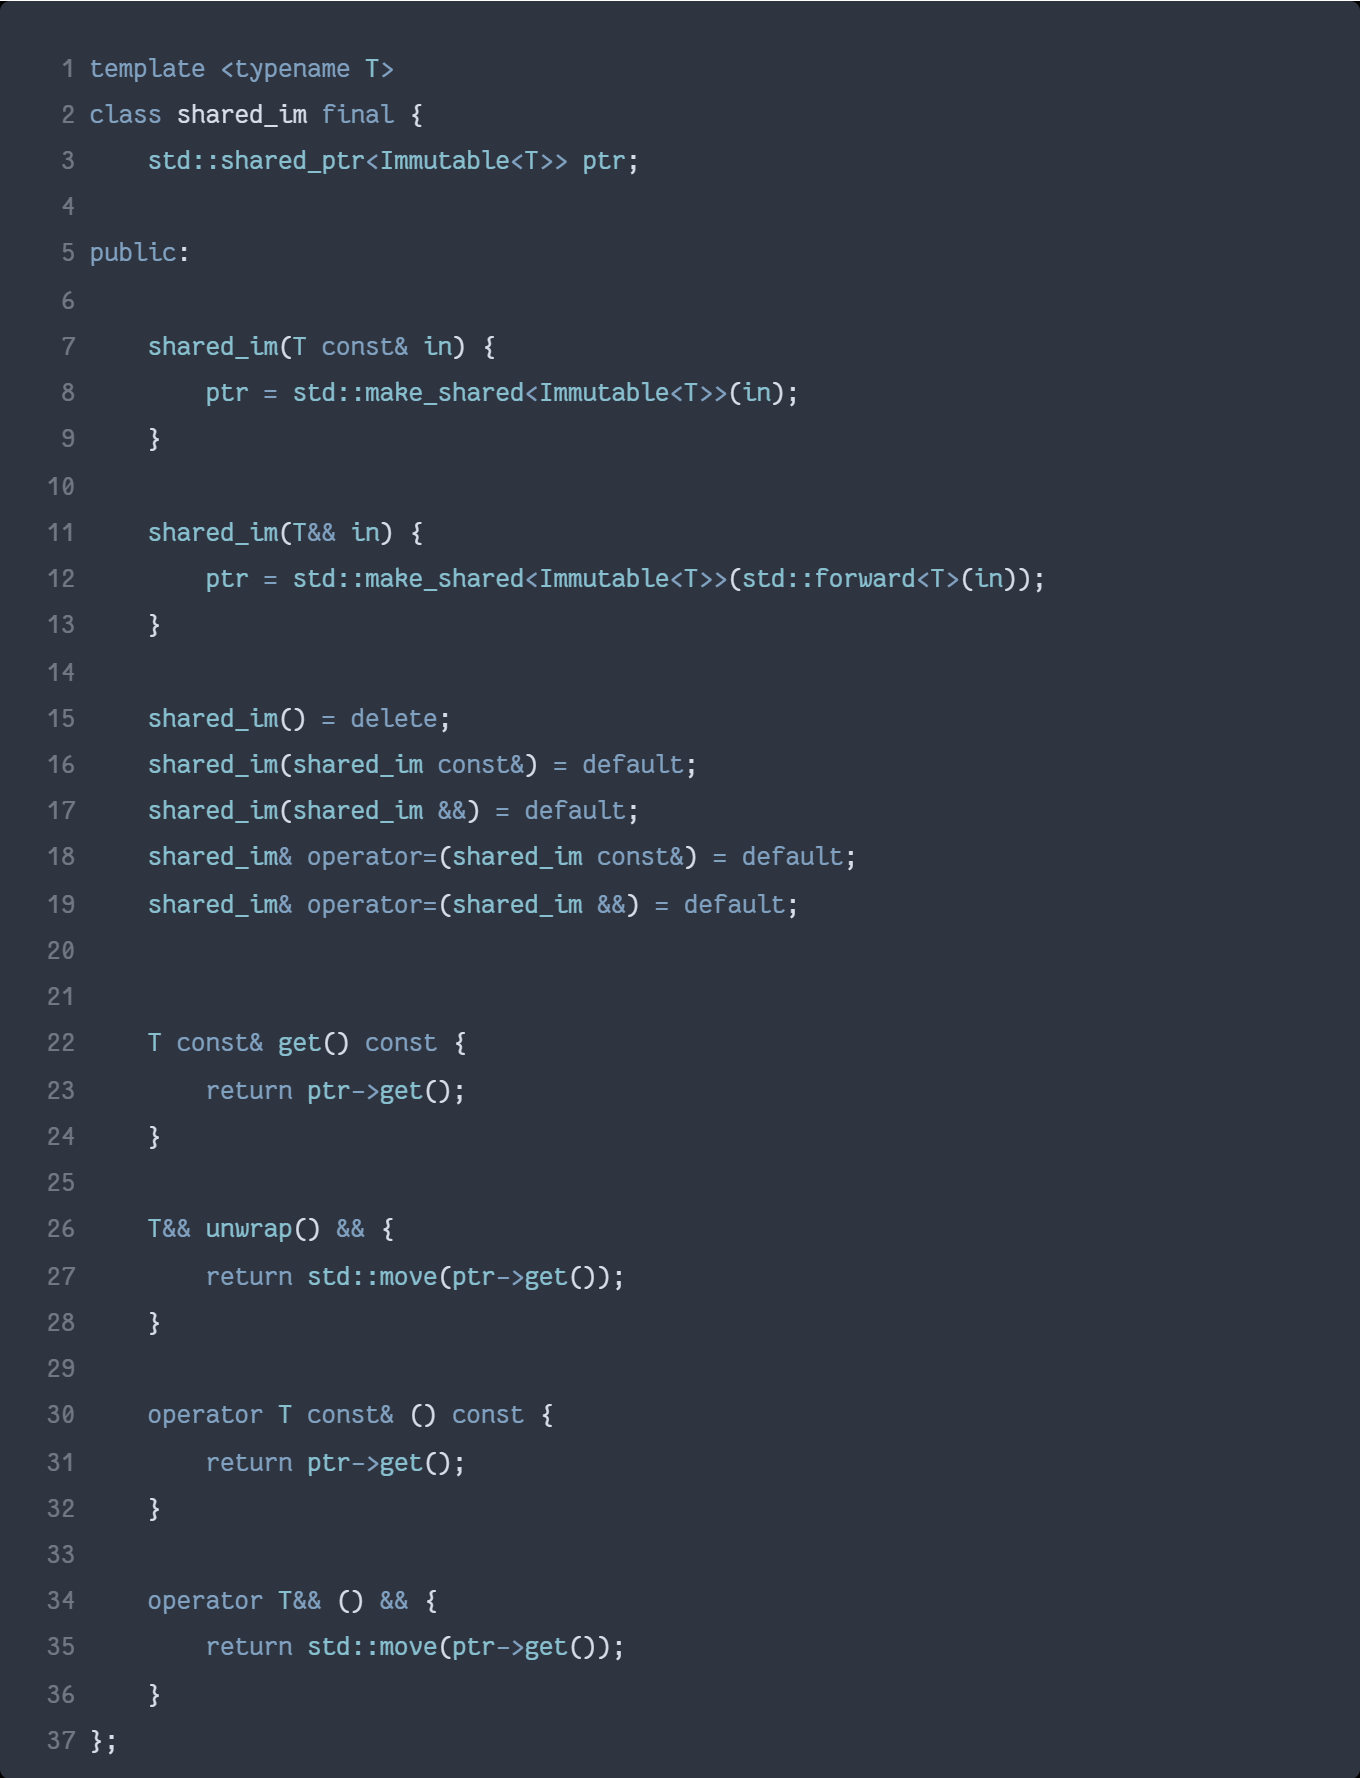 1 template <typename T>
2 class shared_im final {
3     std::shared_ptr<Immutable<T>> ptr;
4
5 public:
6
7     shared_im(T const& in) {
8         ptr = std::make_shared<Immutable<T>>(in);
9     }
10
11     shared_im(T&& in) {
12         ptr = std::make_shared<Immutable<T>>(std::forward<T>(in));
13     }
14
15     shared_im() = delete;
16     shared_im(shared_im const&) = default;
17     shared_im(shared_im &&) = default;
18     shared_im& operator=(shared_im const&) = default;
19     shared_im& operator=(shared_im &&) = default;
20
21
22     T const& get() const {
23         return ptr->get();
24     }
25
26     T&& unwrap() && {
27         return std::move(ptr->get());
28     }
29
30     operator T const& () const {
31         return ptr->get();
32     }
33
34     operator T&& () && {
35         return std::move(ptr->get());
36     }
37 };